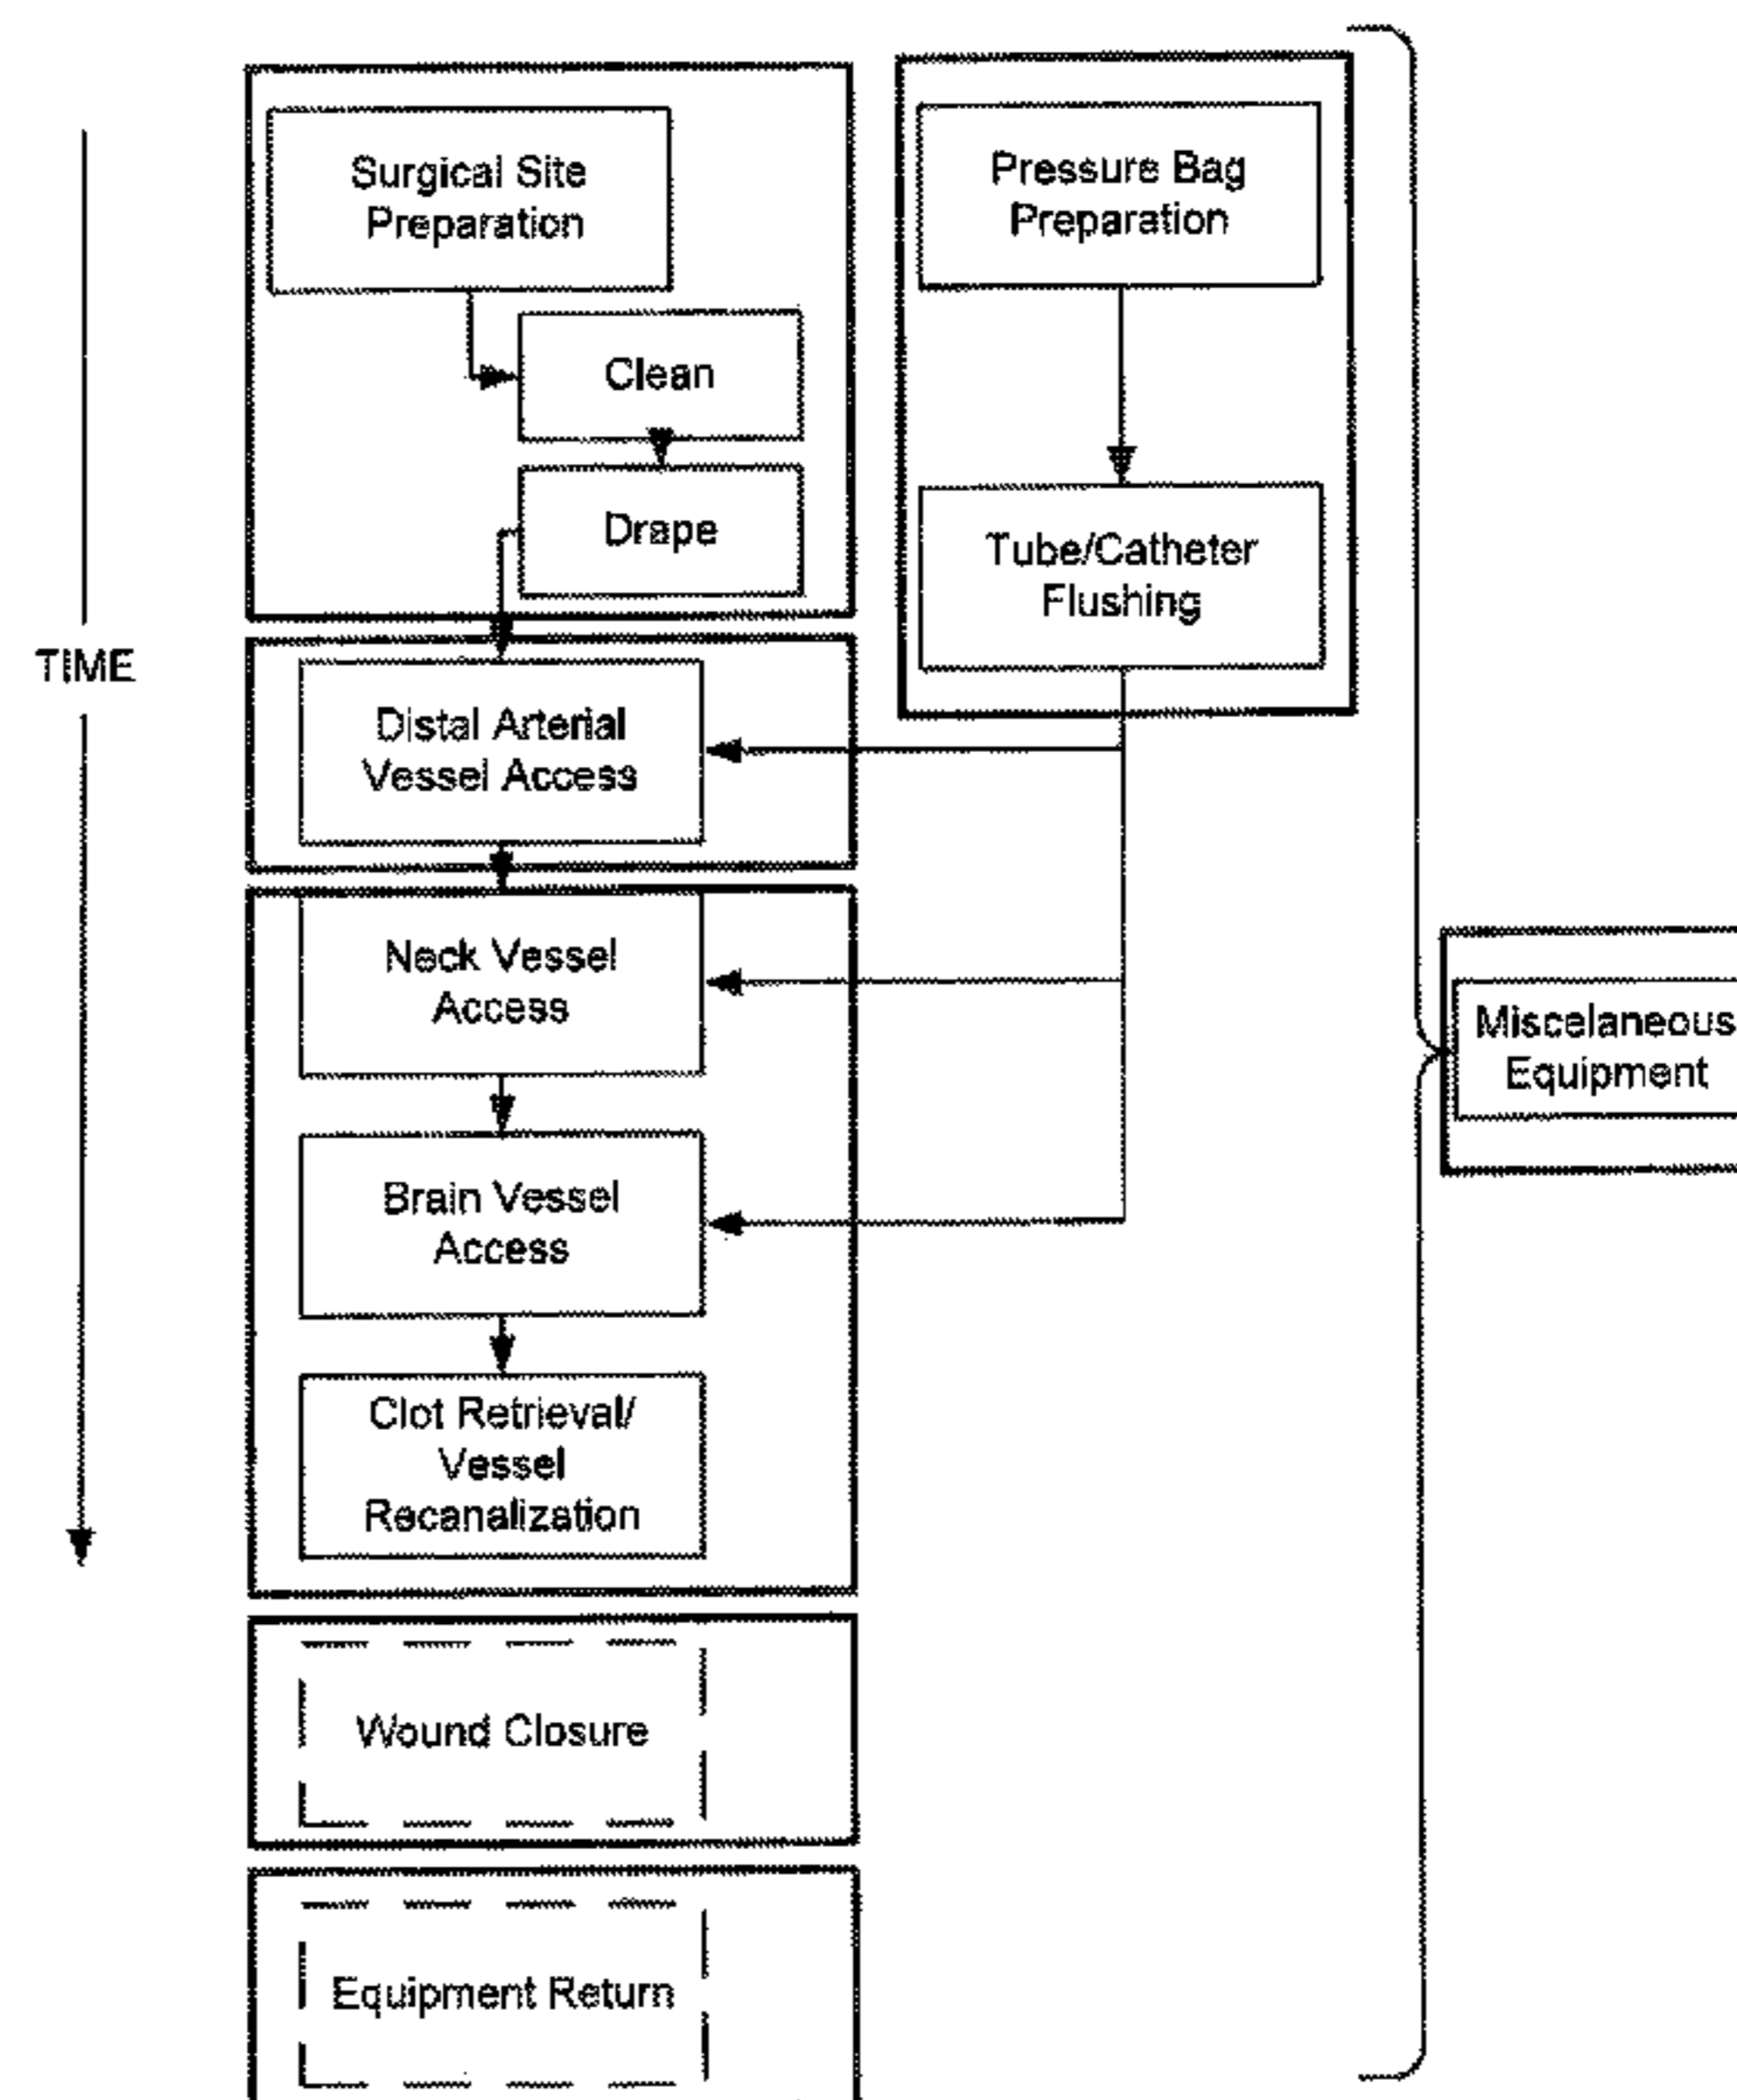 Surgical Site
Preparation
Pressure Bag
Preparation
Clean
Drape
Tube/Catheter
Flushing
TIME
Distal Arterial
Vessel Access
Neck Vessel
Access
Miscelaneous
Equipment
Brain Vessel
Access
Clot Retrieval/
Vessel
Recanalization
Wound Closure
Equipment Return